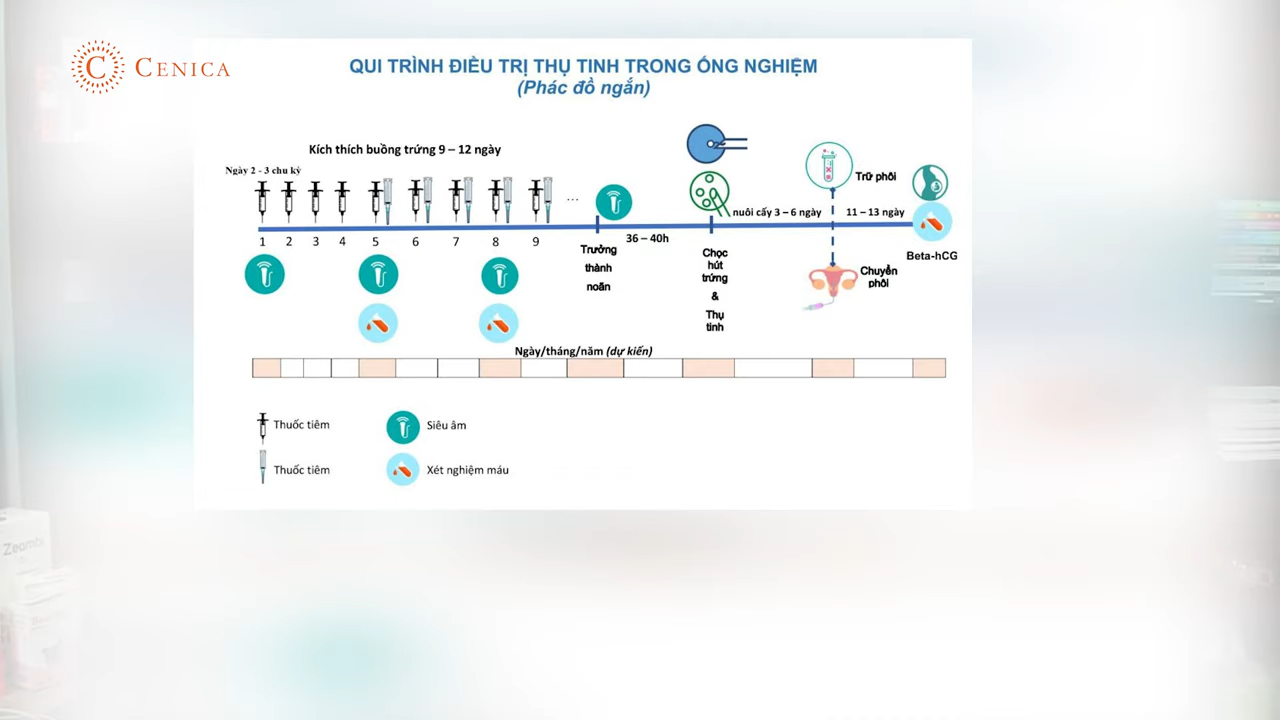 C CENICA
QUI TRÌNH ĐIỀU TRỊ THỤ TINH TRONG ỐNG NGHIỆM
(Phác đồ ngắn)
Kích thích buồng trứng 9 – 12 ngày
Ngày 2 - 3 chu kỳ
...
1 2 3 4 5 6 7 8 9
36 – 40h
nuôi cấy 3 – 6 ngày
11 – 13 ngày
Trữ phôi
Trưởng
thành
noãn
Chọc
hút
trứng
&
Thụ
tinh
Chuyển
phôi
Beta-hCG
Ngày/tháng/năm (dự kiến)
Thuốc tiêm
Siêu âm
Thuốc tiêm
Xét nghiệm máu